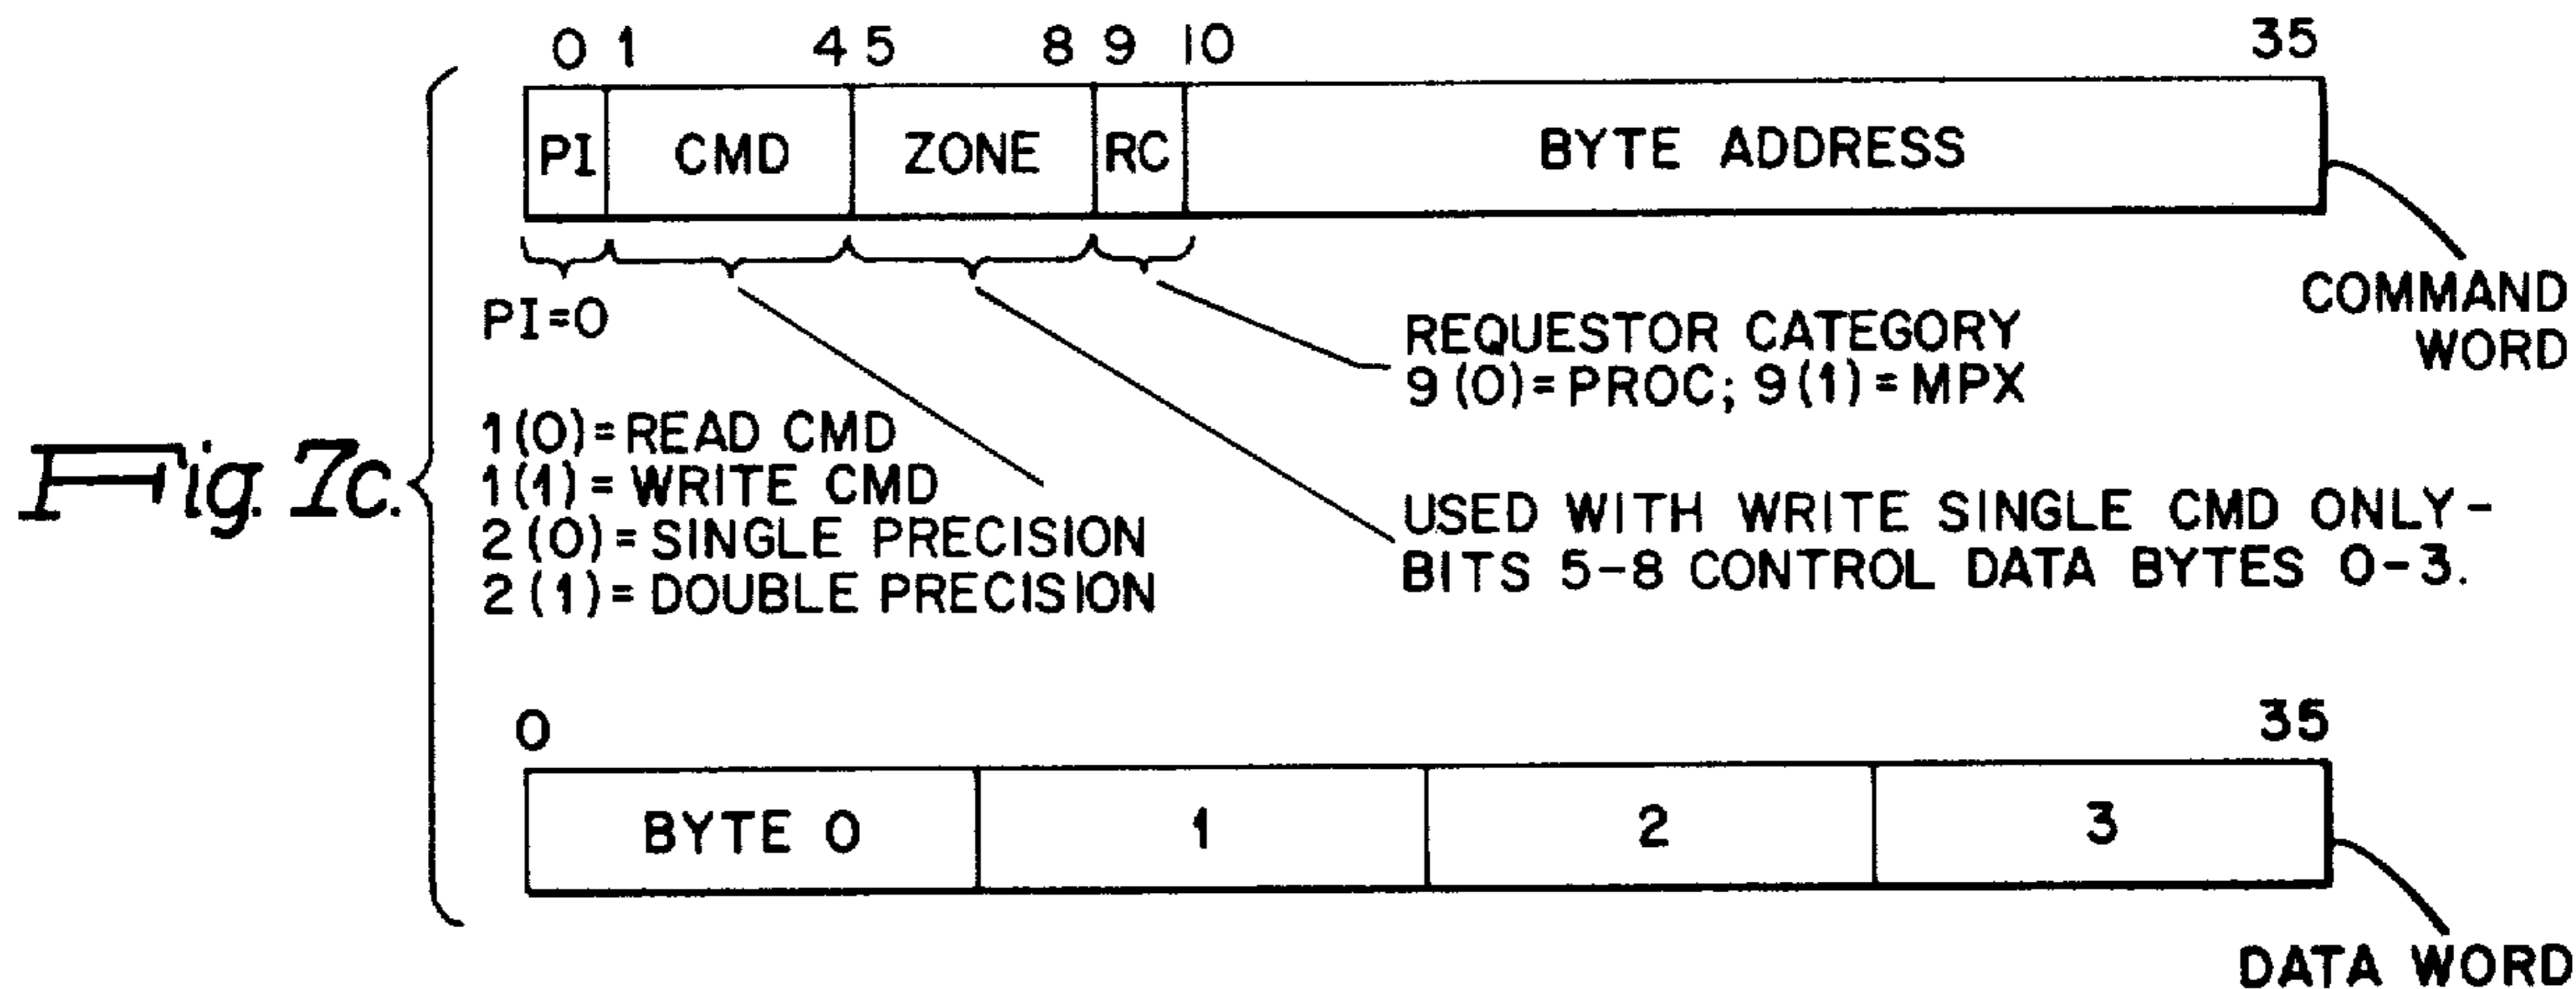 0 1 4 5 8 9 10 35
PI CMD ZONE RC BYTE ADDRESS
COMMAND
WORD
PI=0
REQUESTOR CATEGORY
9(0)=PROC; 9(1)=MPX
1(0)=READ CMD
1(1)=WRITE CMD
2(0)=SINGLE PRECISION
2(1)=DOUBLE PRECISION
USED WITH WRITE SINGLE CMD ONLY-
BITS 5-8 CONTROL DATA BYTES 0-3.
Fig. 7c.
0 35
BYTE 0 1 2 3
DATA WORD